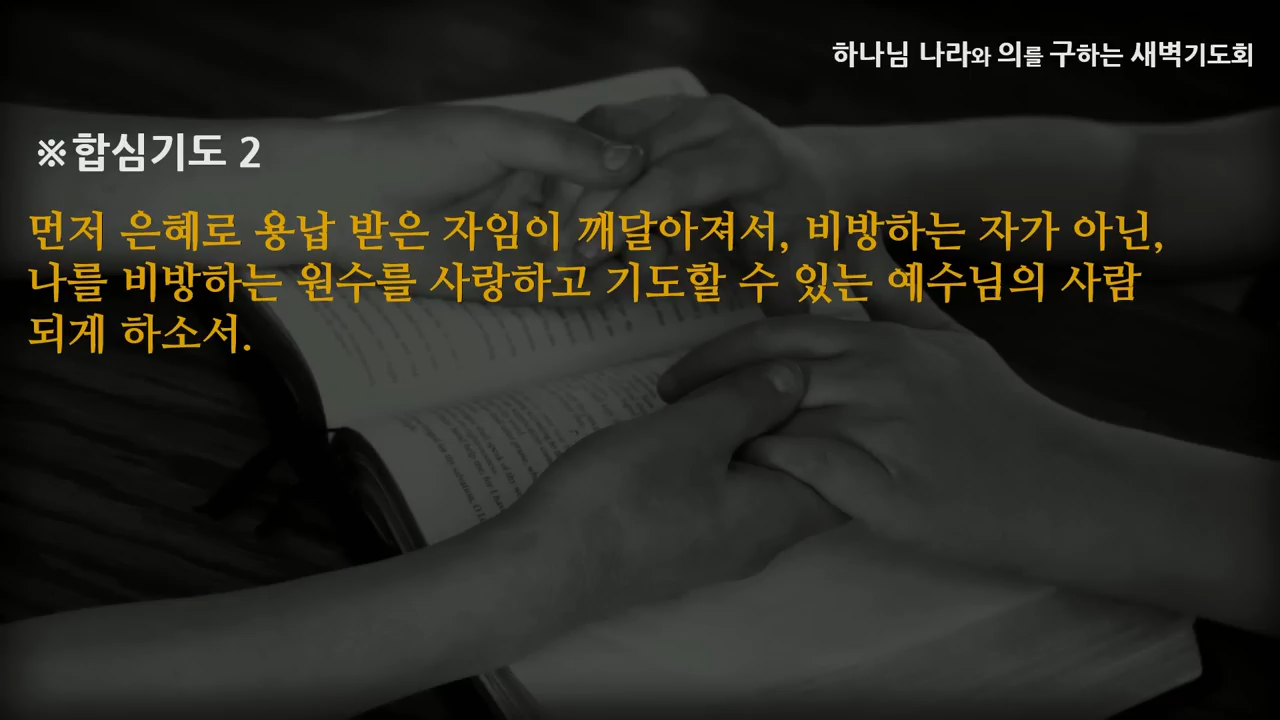 하나님 나라와 의를 구하는 새벽기도회
※합심기도 2
먼저 은혜로 용납 받은 자임이 깨달아져서, 비방하는 자가 아닌,
나를 비방하는 원수를 사랑하고 기도할 수 있는 예수님의 사람
되게 하소서.